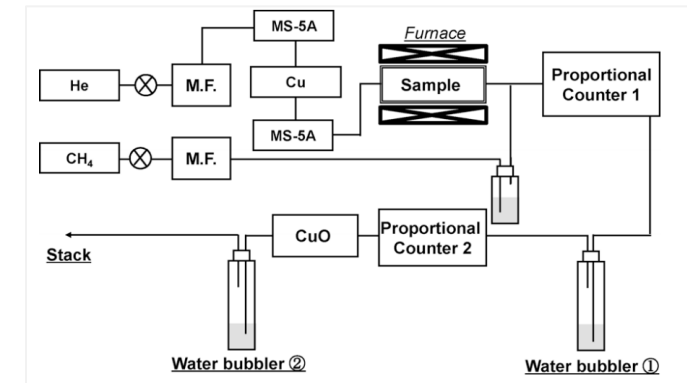 MS-5A
Furnace
He
M.F.
Cu
Sample
Proportional
Counter 1
MS-5A
CH₄
M.F.
CuO
Proportional
Counter 2
Stack
Water bubbler ②
Water bubbler ①